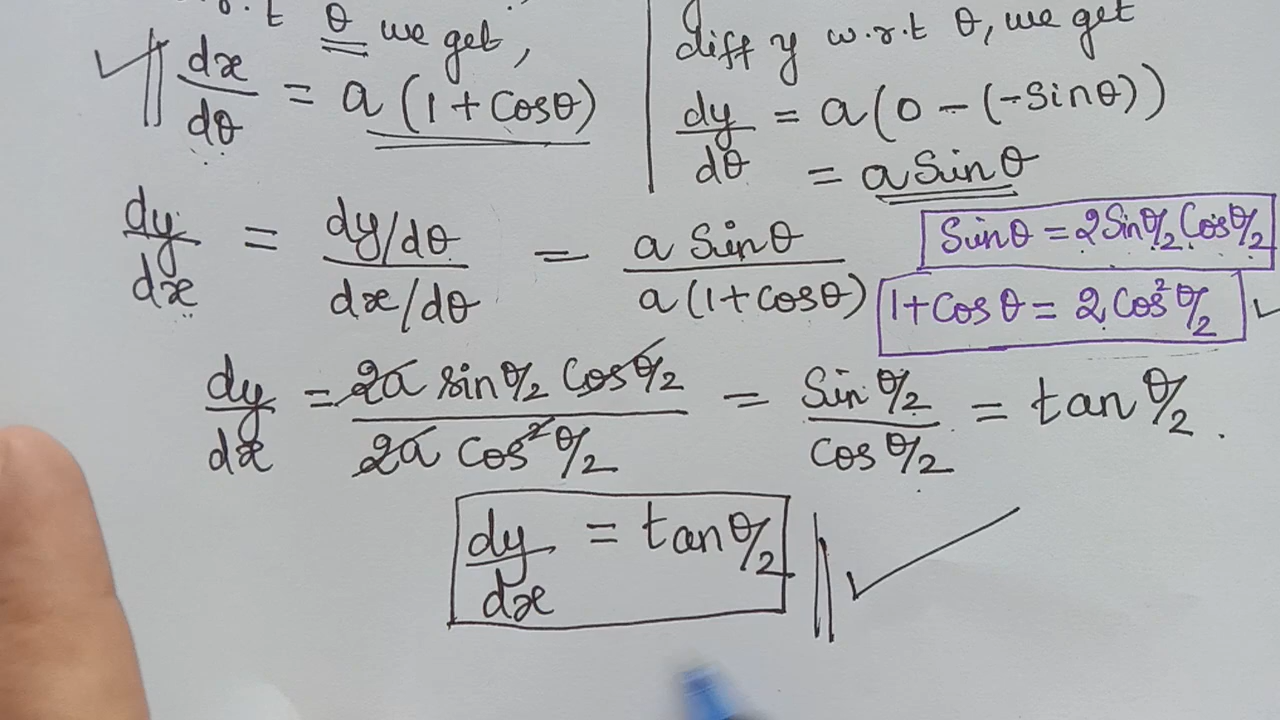 w.r.t θ we get,
dx/dθ = a(1+cosθ)
diff y w.r.t θ, we get
dy/dθ = a(0-(-sinθ))
= a sinθ
dy/dx = (dy/dθ)/(dx/dθ) = a sinθ/a(1+cosθ)
Sinθ = 2Sinθ/2 Cosθ/2
1+Cosθ = 2 Cos²θ/2
dy/dx = 2a sinθ/2 cosθ/2 / 2a cos²θ/2 = Sinθ/2 / cosθ/2 = tanθ/2.
dy/dx = tanθ/2